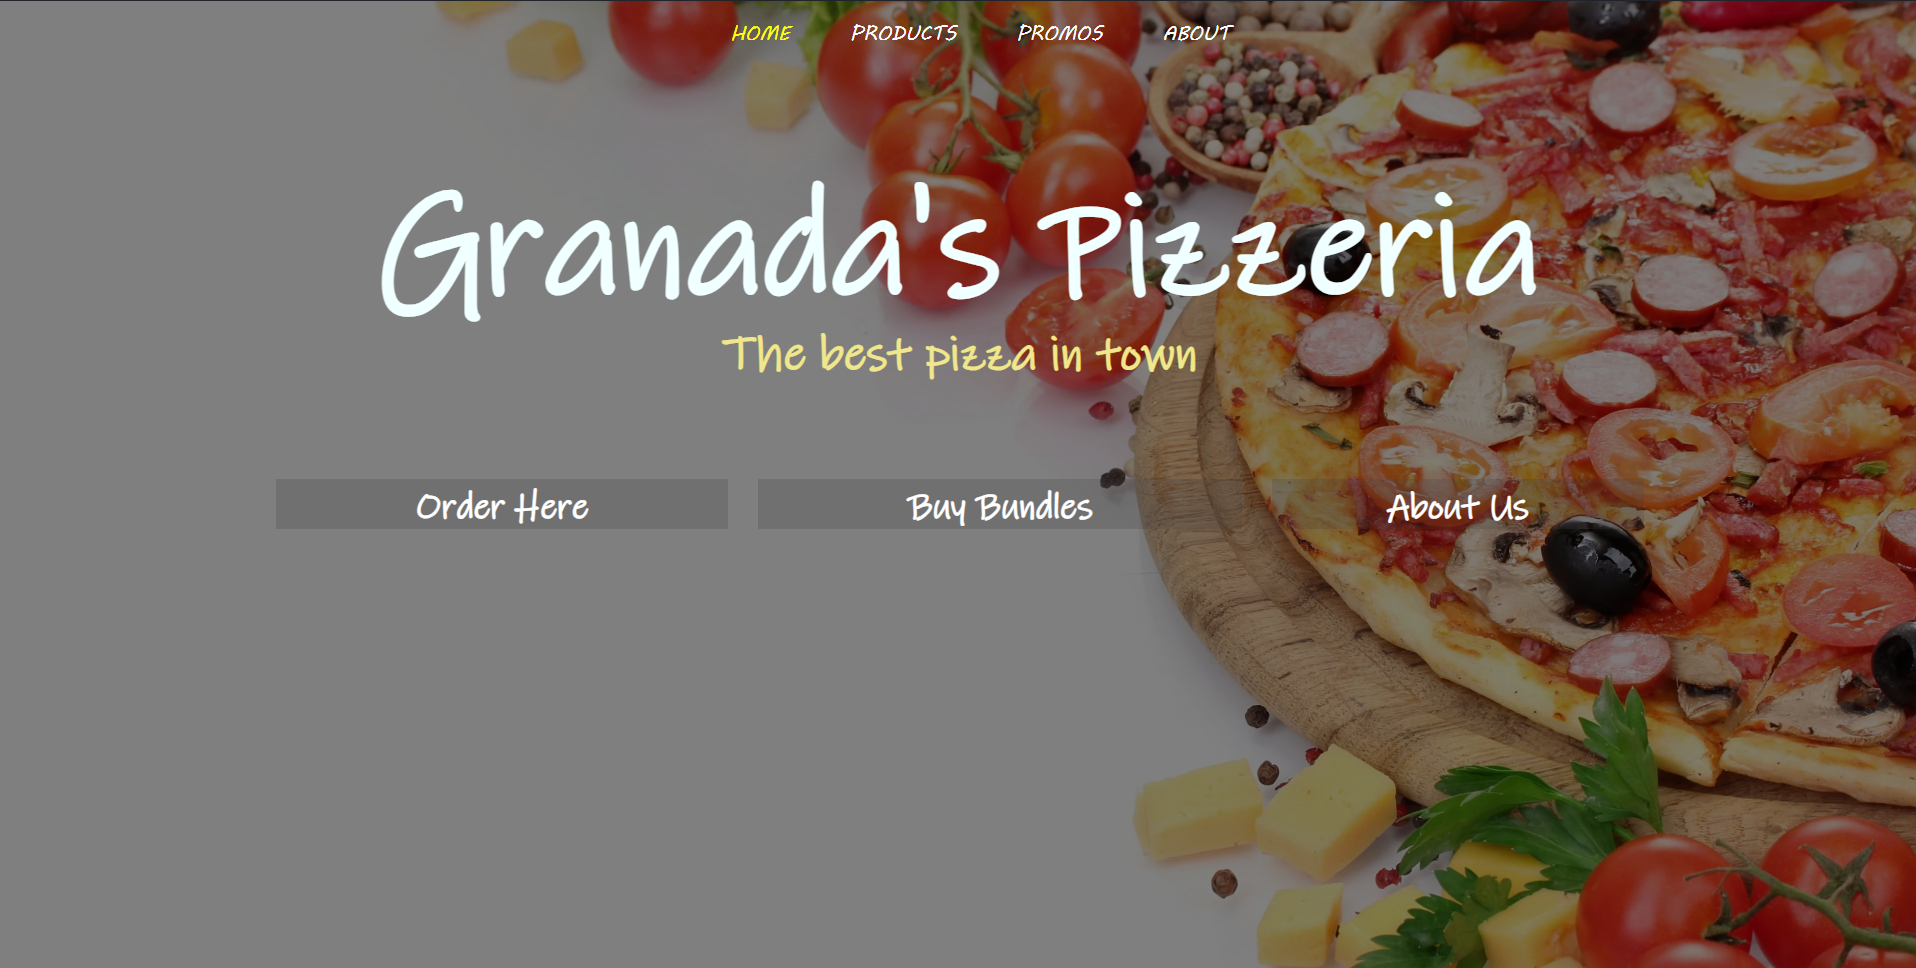 HOME PRODUCTS PROMOS ABOUT
Granada's Pizzeria
The best pizza in town
Order Here Buy Bundles About Us